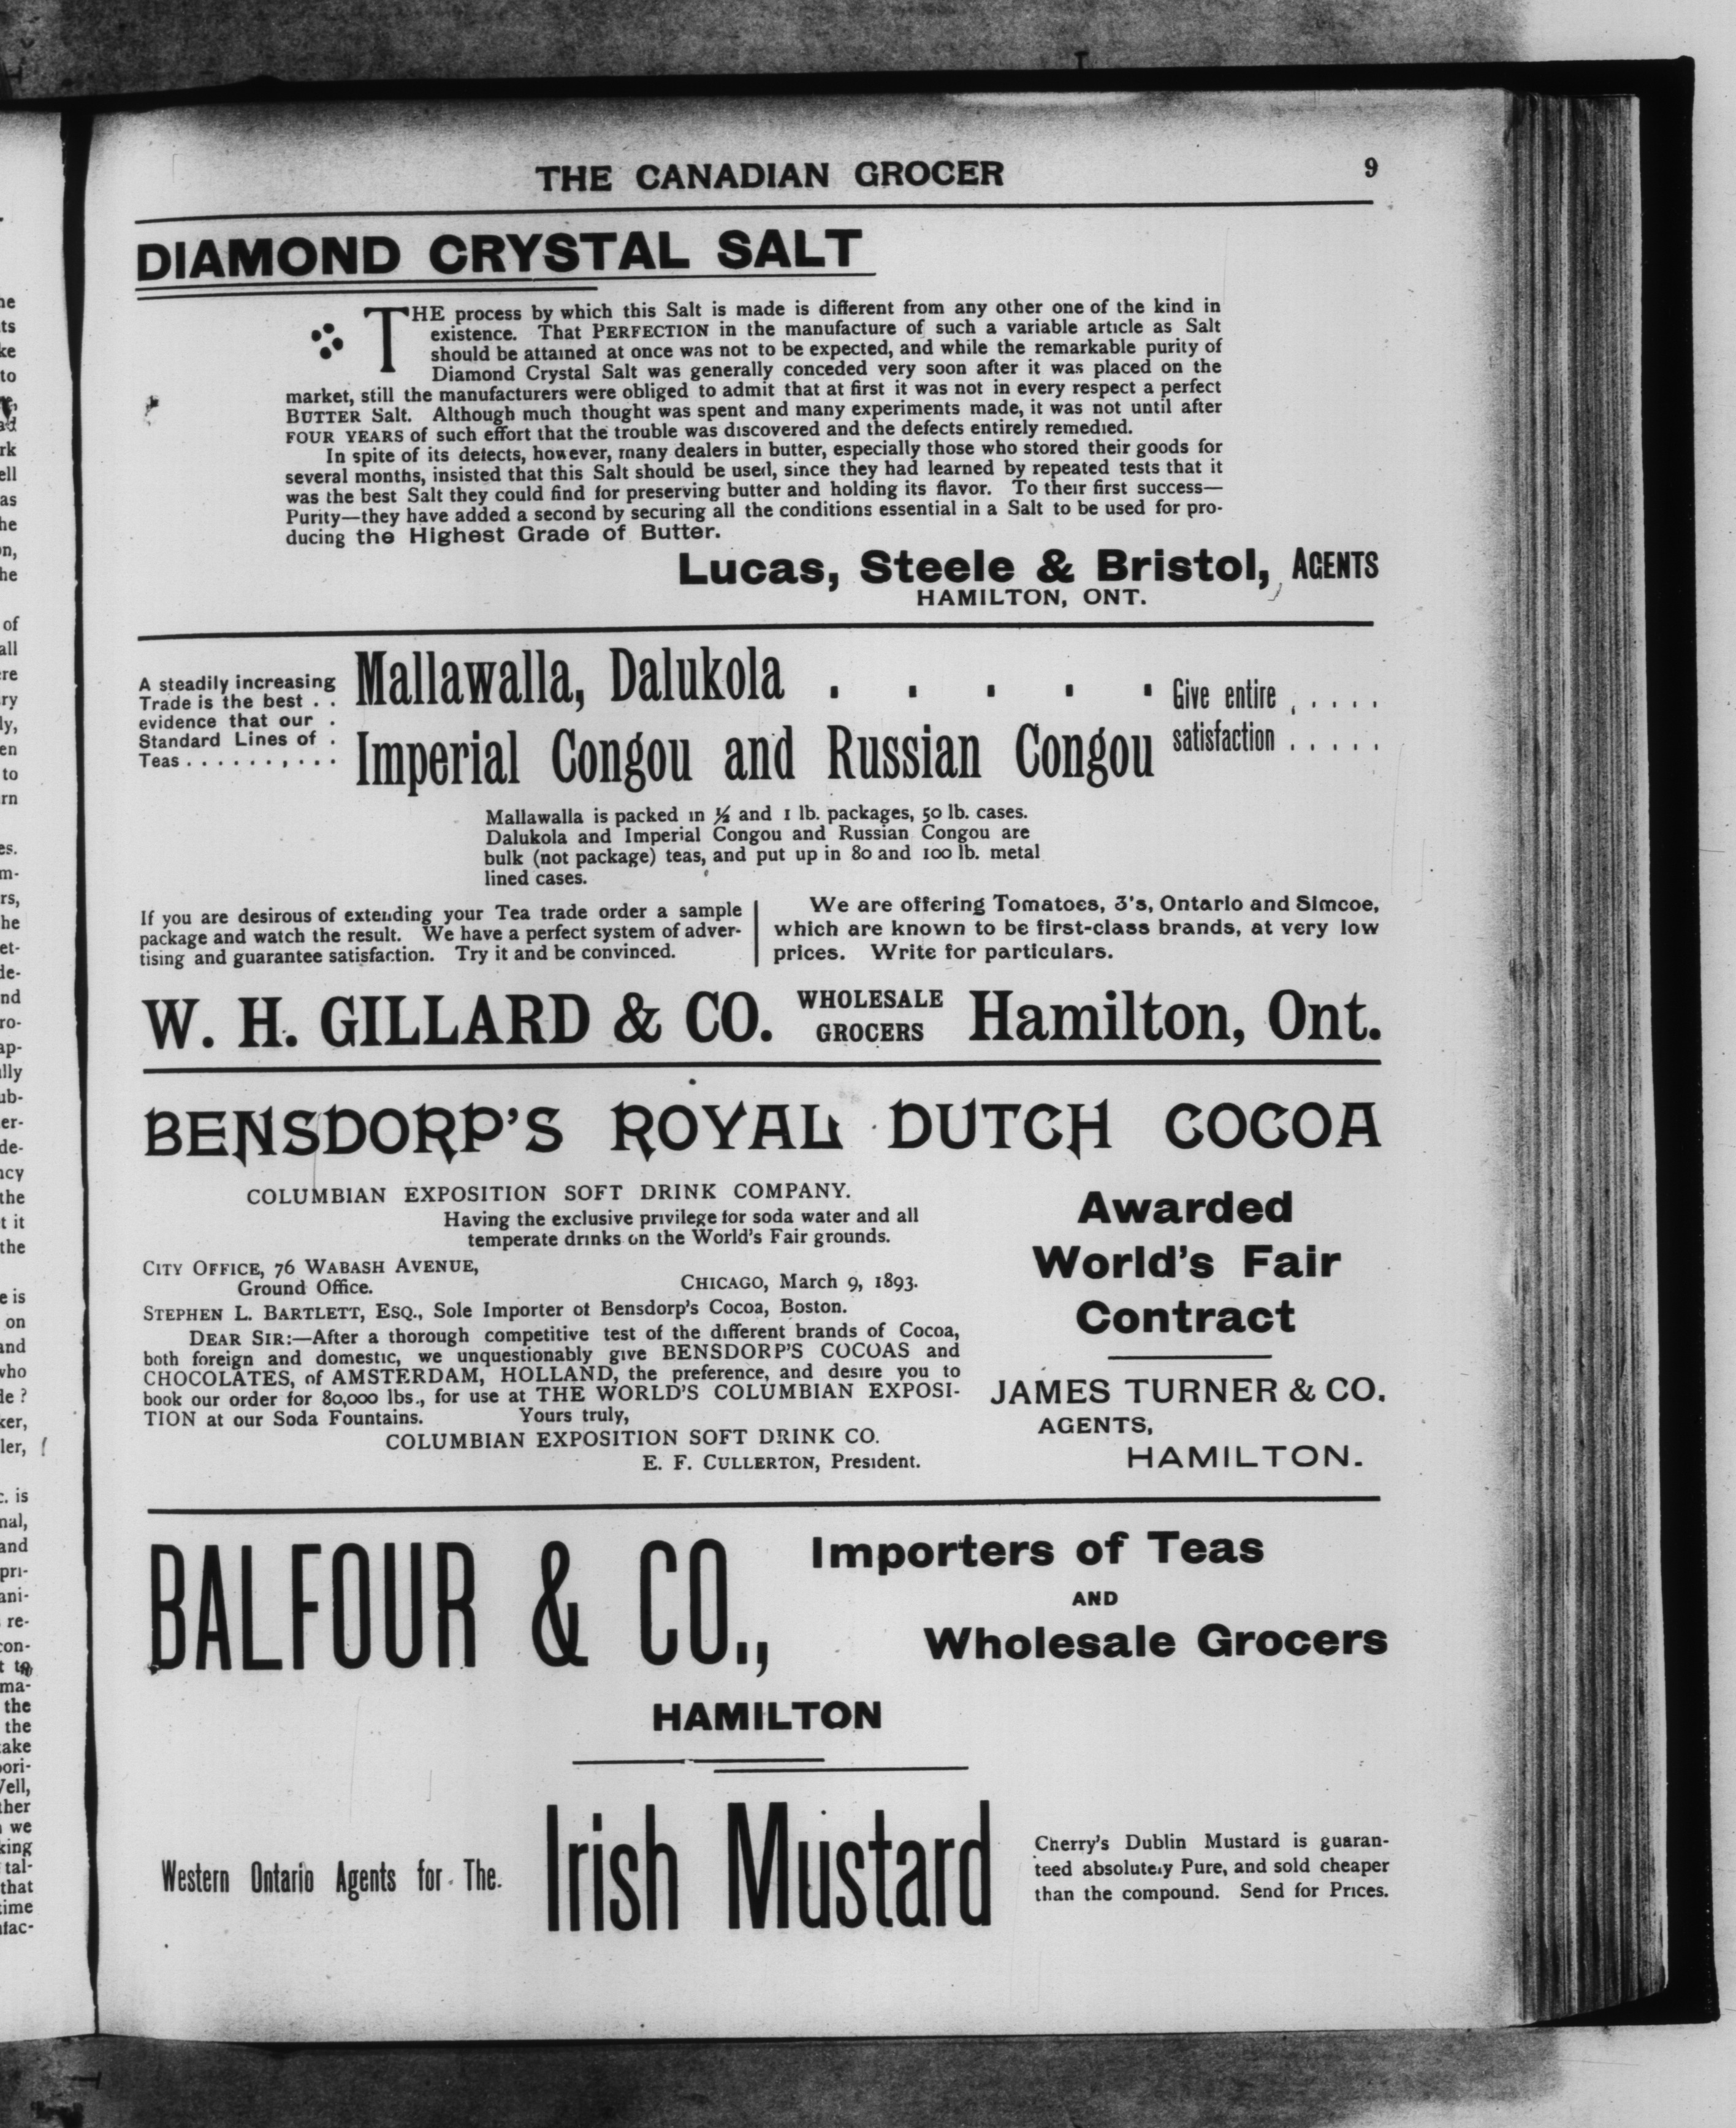 THE CANADIAN GROCER 9
DIAMOND CRYSTAL SALT
THE process by which this Salt is made is different from any other one of the kind in
existence. That PERFECTION in the manufacture of such a variable article as Salt
should be attained at once was not to be expected, and while the remarkable purity of
Diamond Crystal Salt was generally conceded very soon after it was placed on the
market, still the manufacturers were obliged to admit that at first it was not in every respect a perfect
BUTTER Salt. Although much thought was spent and many experiments made, it was not until after
FOUR YEARS of such effort that the trouble was discovered and the defects entirely remedied.
In spite of its defects, however, many dealers in butter, especially those who stored their goods for
several months, insisted that this Salt should be used, since they had learned by repeated tests that it
was the best Salt they could find for preserving butter and holding its flavor. To their first success—
Purity—they have added a second by securing all the conditions essential in a Salt to be used for pro-
ducing the Highest Grade of Butter.
Lucas, Steele & Bristol, AGENTS
HAMILTON, ONT.
A steadily increasing
Trade is the best . .
evidence that our .
Standard Lines of .
Teas . . . . . . , . . .
Mallawalla, Dalukola . . . . .
Imperial Congou and Russian Congou
Give entire . . . . .
satisfaction . . . . .
Mallawalla is packed in ½ and 1 lb. packages, 50 lb. cases.
Dalukola and Imperial Congou and Russian Congou are
bulk (not package) teas, and put up in 80 and 100 lb. metal
lined cases.
If you are desirous of extending your Tea trade order a sample
package and watch the result. We have a perfect system of adver-
tising and guarantee satisfaction. Try it and be convinced.
We are offering Tomatoes, 3's, Ontario and Simcoe,
which are known to be first-class brands, at very low
prices. Write for particulars.
W. H. GILLARD & CO. WHOLESALE GROCERS Hamilton, Ont.
BENSDORP'S ROYAL DUTCH COCOA
COLUMBIAN EXPOSITION SOFT DRINK COMPANY.
Having the exclusive privilege for soda water and all
temperate drinks on the World's Fair grounds.
CITY OFFICE, 76 WABASH AVENUE,
Ground Office. CHICAGO, March 9, 1893.
STEPHEN L. BARTLETT, ESQ., Sole Importer of Bensdorp's Cocoa, Boston.
DEAR SIR:—After a thorough competitive test of the different brands of Cocoa,
both foreign and domestic, we unquestionably give BENSDORP'S COCOAS and
CHOCOLATES, of AMSTERDAM, HOLLAND, the preference, and desire you to
book our order for 80,000 lbs., for use at THE WORLD'S COLUMBIAN EXPOSI-
TION at our Soda Fountains. Yours truly,
COLUMBIAN EXPOSITION SOFT DRINK CO.
E. F. CULLERTON, President.
Awarded
World's Fair
Contract
JAMES TURNER & CO.
AGENTS,
HAMILTON.
BALFOUR & CO.,
Importers of Teas
AND
Wholesale Grocers
HAMILTON
Western Ontario Agents for The.
Irish Mustard
Cherry's Dublin Mustard is guaran-
teed absolutely Pure, and sold cheaper
than the compound. Send for Prices.